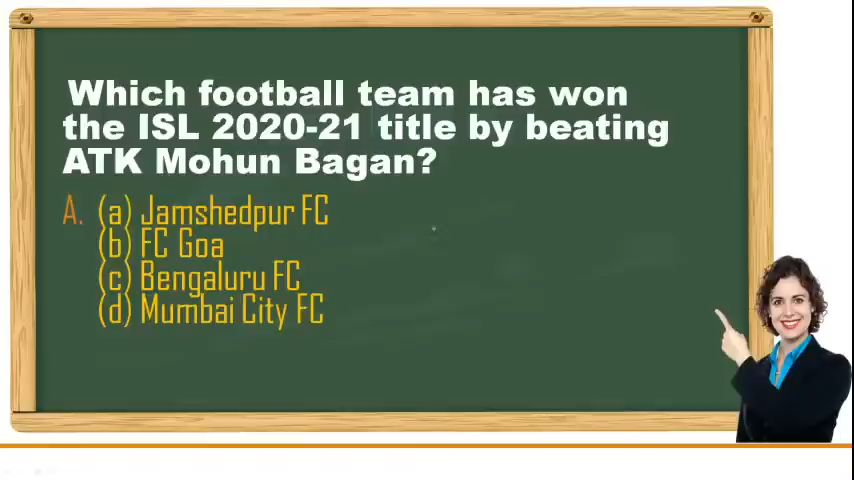 Which football team has won
the ISL 2020-21 title by beating
ATK Mohun Bagan?
A. (a) Jamshedpur FC
(b) FC Goa
(c) Bengaluru FC
(d) Mumbai City FC